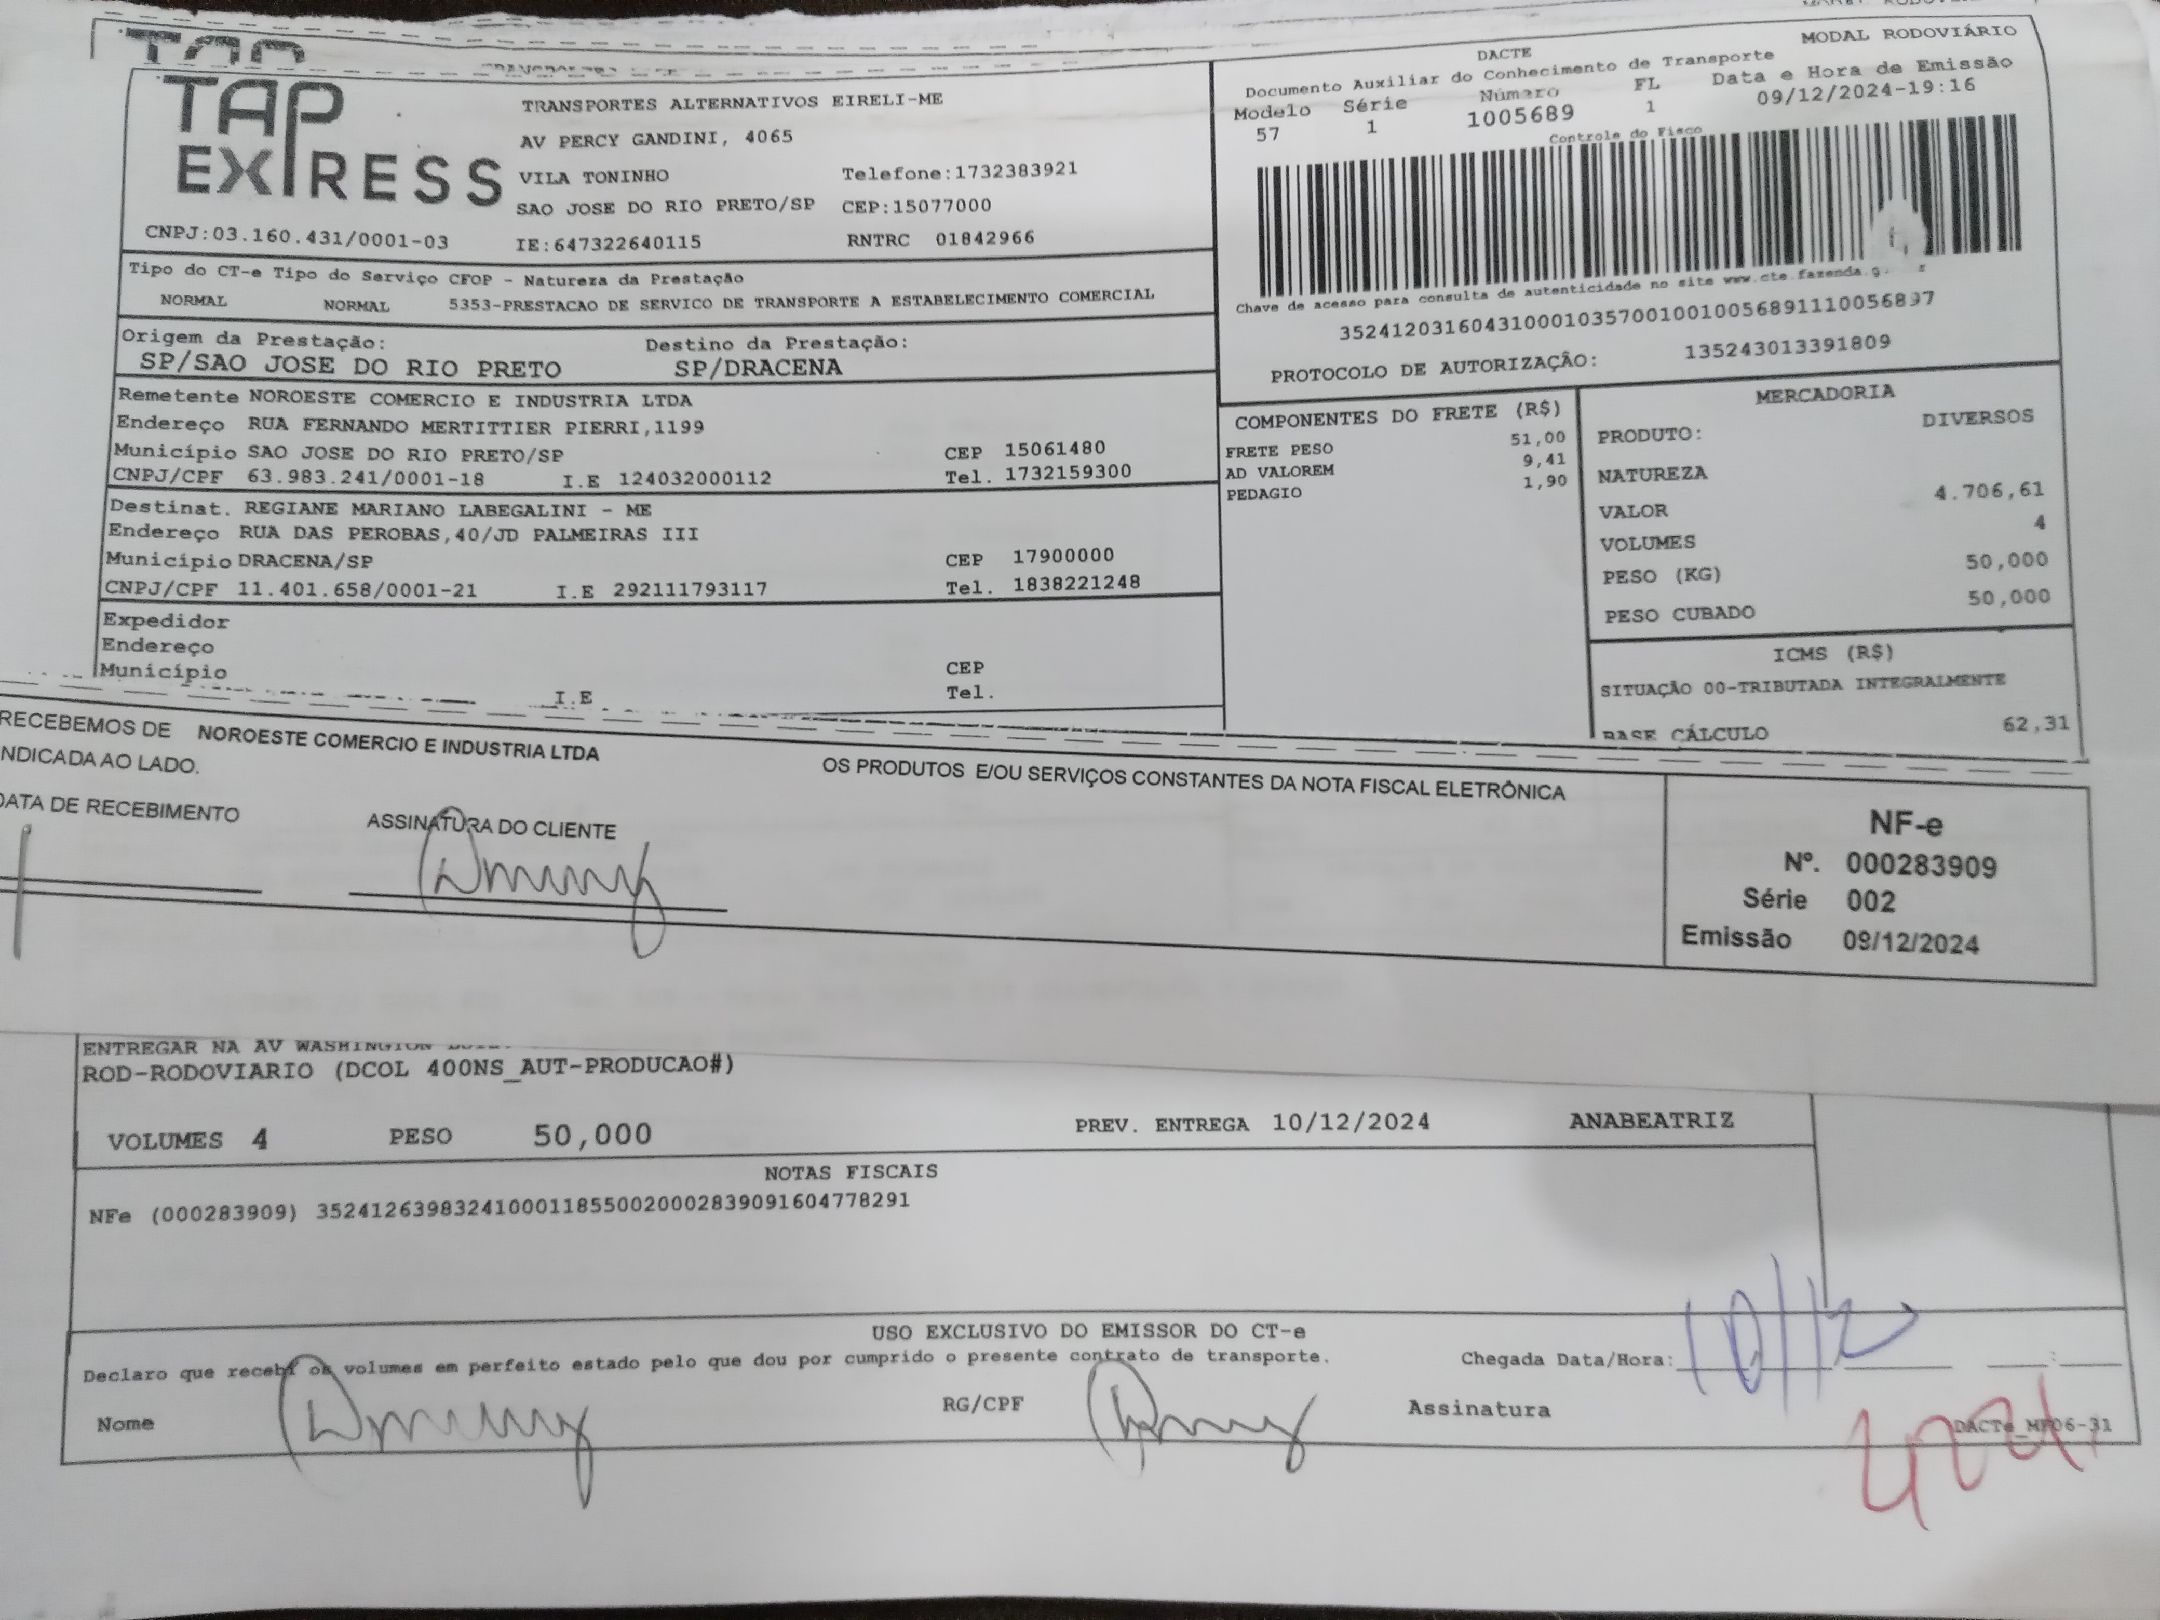 TAP EXPRESS
TRANSPORTES ALTERNATIVOS EIRELI-ME
AV PERCY GANDINI, 4065
VILA TONINHO Telefone:1732383921
SAO JOSE DO RIO PRETO/SP CEP:15077000
CNPJ:03.160.431/0001-03 IE:647322640115 RNTRC 01842966
MODAL RODOVIÁRIO
DACTE
Documento Auxiliar do Conhecimento de Transporte
Modelo Série Número FL Data e Hora de Emissão
57 1 1005689 1 09/12/2024-19:16
Controle do Fisco
Chave de acesso para consulta de autenticidade no site www.cte.fazenda.g
35241203160431000103570010010056891110056897
PROTOCOLO DE AUTORIZAÇÃO: 135243013391809
Tipo do CT-e Tipo do Serviço CFOP - Natureza da Prestação
NORMAL NORMAL 5353-PRESTACAO DE SERVICO DE TRANSPORTE A ESTABELECIMENTO COMERCIAL
Origem da Prestação: Destino da Prestação:
SP/SAO JOSE DO RIO PRETO SP/DRACENA
Remetente NOROESTE COMERCIO E INDUSTRIA LTDA
Endereço RUA FERNANDO MERTITTIER PIERRI,1199
Município SAO JOSE DO RIO PRETO/SP CEP 15061480
CNPJ/CPF 63.983.241/0001-18 I.E 124032000112 Tel. 1732159300
Destinat. REGIANE MARIANO LABEGALINI - ME
Endereço RUA DAS PEROBAS,40/JD PALMEIRAS III
Município DRACENA/SP CEP 17900000
CNPJ/CPF 11.401.658/0001-21 I.E 292111793117 Tel. 1838221248
Expedidor
Endereço
Município CEP
I.E Tel.
COMPONENTES DO FRETE (R$)
FRETE PESO 51,00
AD VALOREM 9,41
PEDAGIO 1,90
MERCADORIA
PRODUTO: DIVERSOS
NATUREZA
VALOR 4.706,61
VOLUMES 4
PESO (KG) 50,000
PESO CUBADO 50,000
ICMS (R$)
SITUAÇÃO 00-TRIBUTADA INTEGRALMENTE
BASE CÁLCULO 62,31
RECEBEMOS DE NOROESTE COMERCIO E INDUSTRIA LTDA OS PRODUTOS E/OU SERVIÇOS CONSTANTES DA NOTA FISCAL ELETRÔNICA
NDICADA AO LADO.
DATA DE RECEBIMENTO ASSINATURA DO CLIENTE
NF-e
Nº. 000283909
Série 002
Emissão 09/12/2024
ENTREGAR NA AV WASHINGTON
ROD-RODOVIARIO (DCOL 400NS_AUT-PRODUCAO#)
VOLUMES 4 PESO 50,000 PREV. ENTREGA 10/12/2024 ANABEATRIZ
NOTAS FISCAIS
NFe (000283909) 35241263983241000118550020002839091604778291
USO EXCLUSIVO DO EMISSOR DO CT-e
Declaro que recebi os volumes em perfeito estado pelo que dou por cumprido o presente contrato de transporte. Chegada Data/Hora: 10/12
Nome RG/CPF Assinatura
DACTe_MF06-31